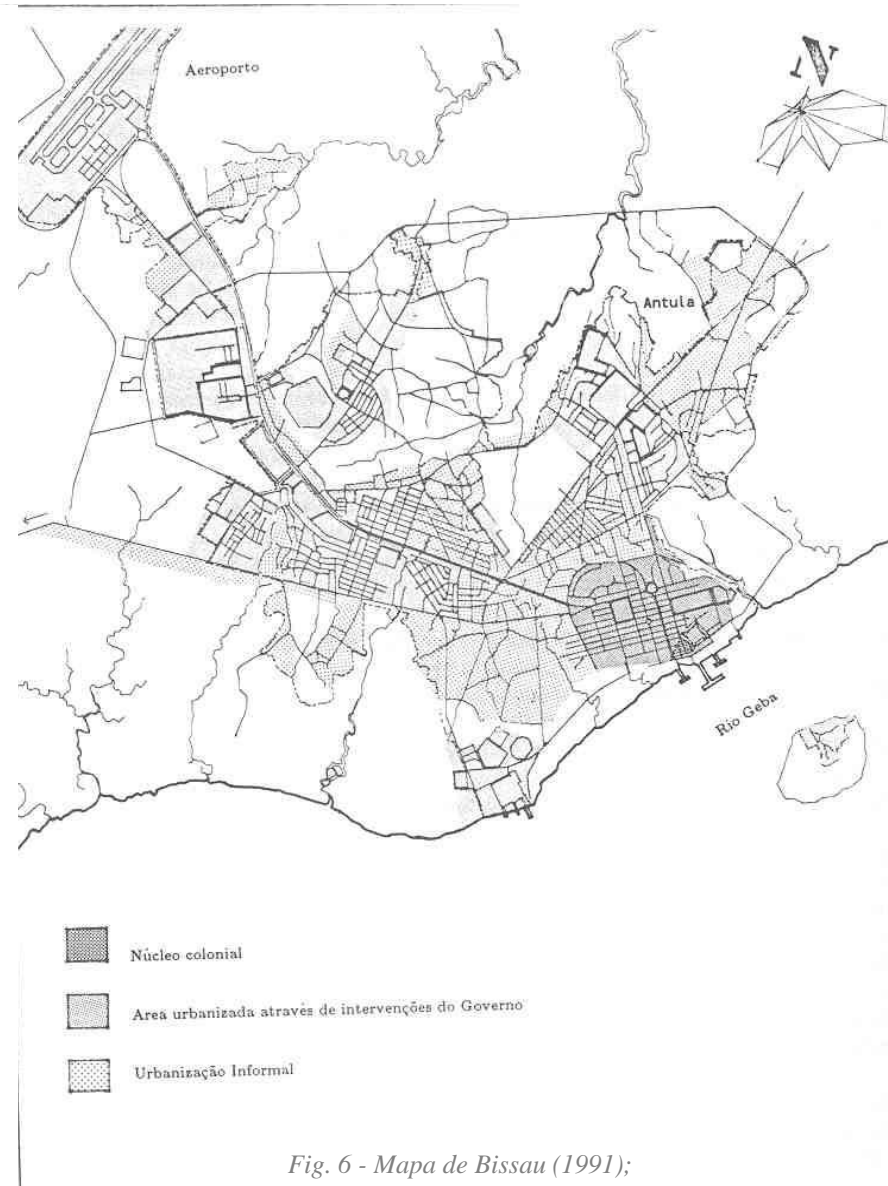 Aeroporto
Antula
Rio Geba
Núcleo colonial
Area urbanizada através de intervenções do Governo
Urbanização Informal
Fig. 6 - Mapa de Bissau (1991);